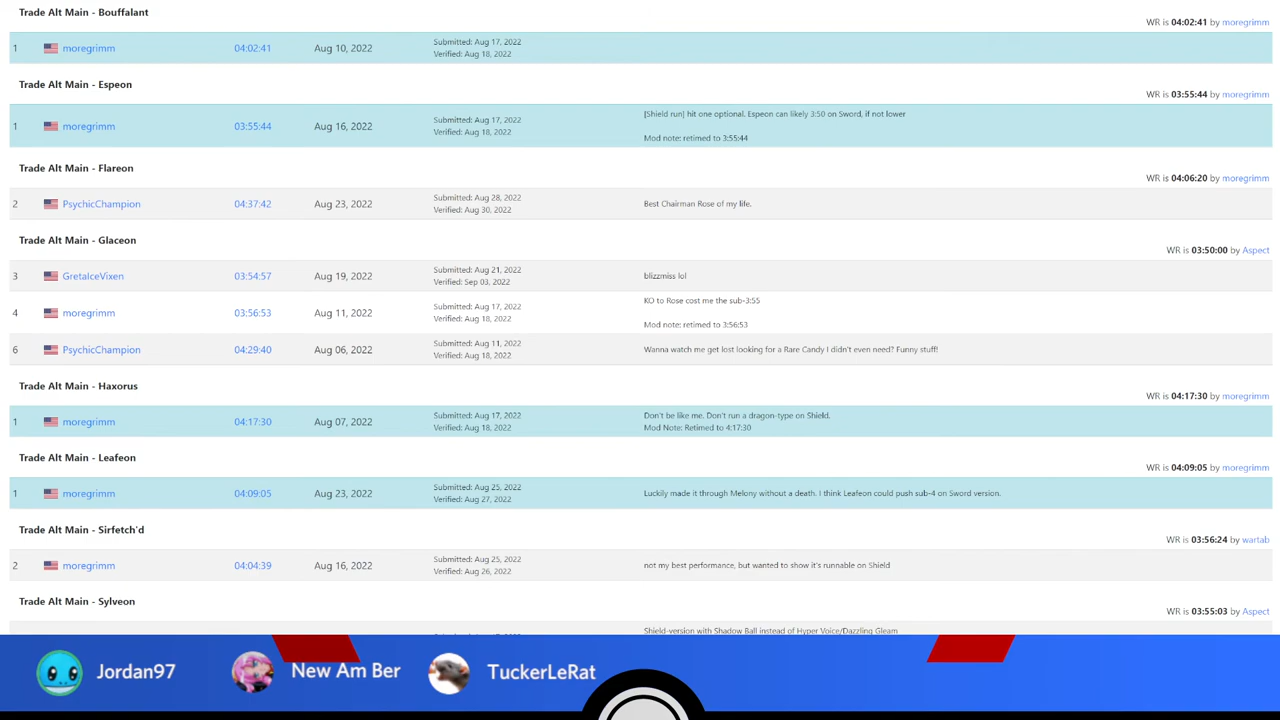 Trade Alt Main - Bouffalant
WR is 04:02:41 by moregrimm
1 moregrimm 04:02:41 Aug 10, 2022 Submitted: Aug 17, 2022
Verified: Aug 18, 2022
Trade Alt Main - Espeon
WR is 03:55:44 by moregrimm
1 moregrimm 03:55:44 Aug 16, 2022 Submitted: Aug 17, 2022
Verified: Aug 18, 2022
[Shield run] hit one optional. Espeon can likely 3:50 on Sword, if not lower
Mod note: retimed to 3:55:44
Trade Alt Main - Flareon
WR is 04:06:20 by moregrimm
2 PsychicChampion 04:37:42 Aug 23, 2022 Submitted: Aug 28, 2022
Verified: Aug 30, 2022
Best Chairman Rose of my life.
Trade Alt Main - Glaceon
WR is 03:50:00 by Aspect
3 GretaIceVixen 03:54:57 Aug 19, 2022 Submitted: Aug 21, 2022
Verified: Sep 03, 2022
blizzmiss lol
4 moregrimm 03:56:53 Aug 11, 2022 Submitted: Aug 17, 2022
Verified: Aug 18, 2022
KO to Rose cost me the sub-3:55
Mod note: retimed to 3:56:53
6 PsychicChampion 04:29:40 Aug 06, 2022 Submitted: Aug 11, 2022
Verified: Aug 18, 2022
Wanna watch me get lost looking for a Rare Candy I didn't even need? Funny stuff!
Trade Alt Main - Haxorus
WR is 04:17:30 by moregrimm
1 moregrimm 04:17:30 Aug 07, 2022 Submitted: Aug 17, 2022
Verified: Aug 18, 2022
Don't be like me. Don't run a dragon-type on Shield.
Mod Note: Retimed to 4:17:30
Trade Alt Main - Leafeon
WR is 04:09:05 by moregrimm
1 moregrimm 04:09:05 Aug 23, 2022 Submitted: Aug 25, 2022
Verified: Aug 27, 2022
Luckily made it through Melony without a death. I think Leafeon could push sub-4 on Sword version.
Trade Alt Main - Sirfetch'd
WR is 03:56:24 by wartab
2 moregrimm 04:04:39 Aug 16, 2022 Submitted: Aug 25, 2022
Verified: Aug 26, 2022
not my best performance, but wanted to show it's runnable on Shield
Trade Alt Main - Sylveon
WR is 03:55:03 by Aspect
Shield-version with Shadow Ball instead of Hyper Voice/Dazzling Gleam
Jordan97 New Am Ber TuckerLeRat